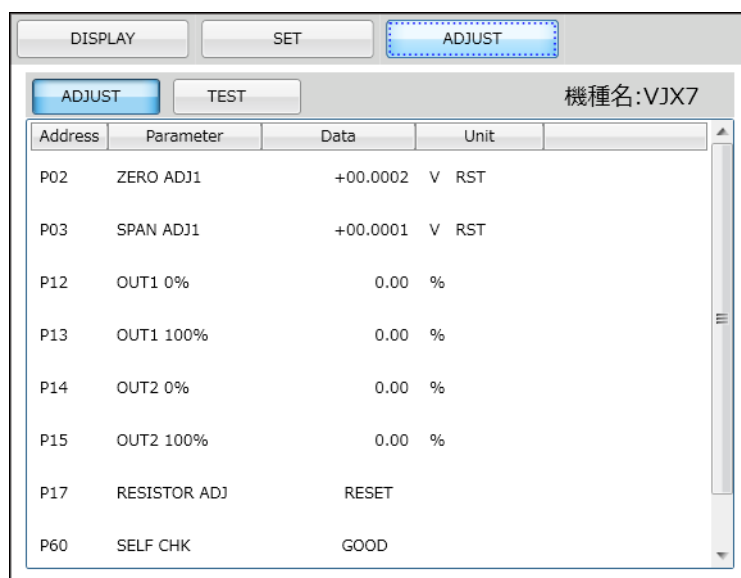 DISPLAY SET ADJUST
ADJUST TEST 機種名:VJX7
Address Parameter Data Unit
P02 ZERO ADJ1 +00.0002 V RST
P03 SPAN ADJ1 +00.0001 V RST
P12 OUT1 0% 0.00 %
P13 OUT1 100% 0.00 %
P14 OUT2 0% 0.00 %
P15 OUT2 100% 0.00 %
P17 RESISTOR ADJ RESET
P60 SELF CHK GOOD